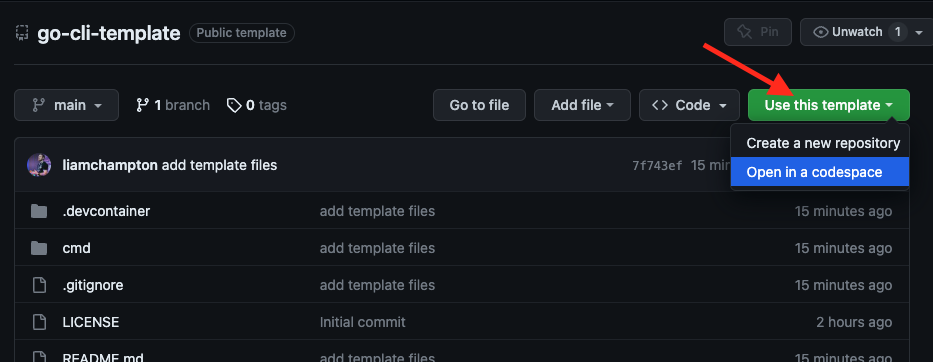 go-cli-template Public template Pin Unwatch 1
main 1 branch 0 tags Go to file Add file Code Use this template
Create a new repository
Open in a codespace
liamchampton add template files 7f743ef 15 min
.devcontainer add template files 15 minutes ago
cmd add template files 15 minutes ago
.gitignore add template files 15 minutes ago
LICENSE Initial commit 2 hours ago
README.md add template files 15 minutes ago